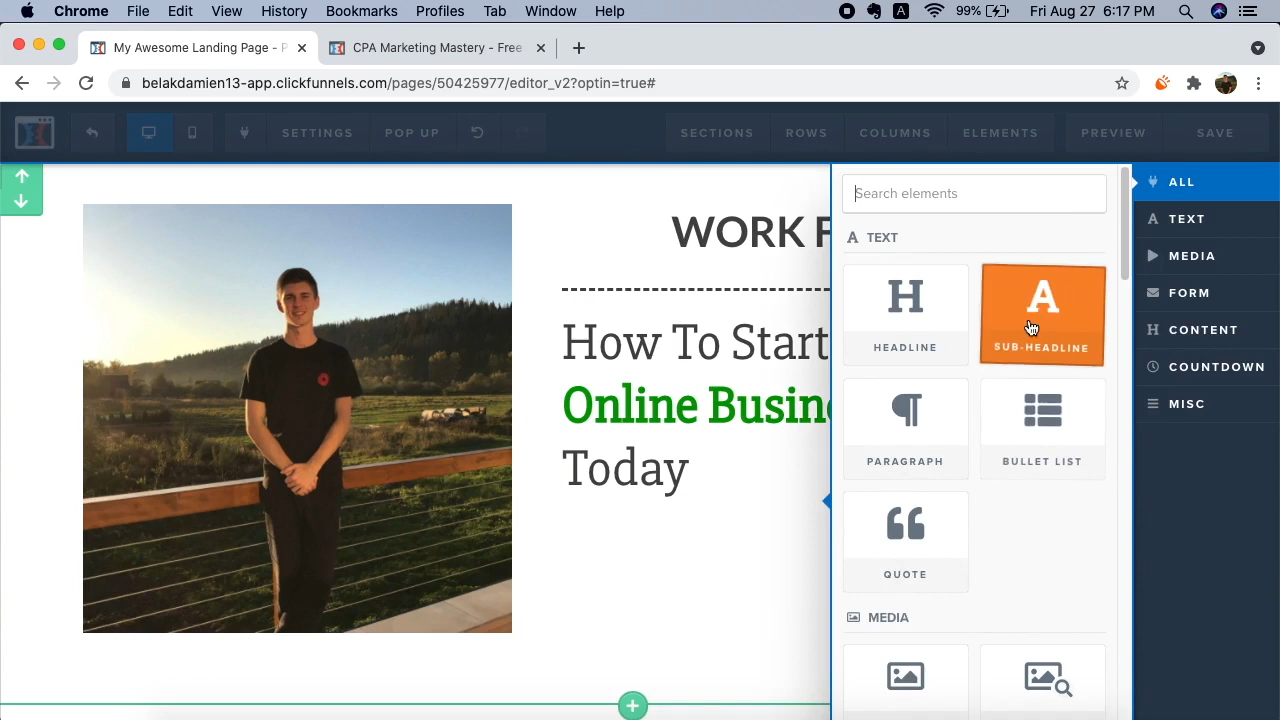 Chrome File Edit View History Bookmarks Profiles Tab Window Help A 99% Fri Aug 27 6:17 PM
My Awesome Landing Page - P CPA Marketing Mastery - Free
belakdamien13-app.clickfunnels.com/pages/50425977/editor_v2?optin=true#
SETTINGS POP UP SECTIONS ROWS COLUMNS ELEMENTS PREVIEW SAVE
WORK F
How To Start
Online Busin
Today
Search elements
TEXT
HEADLINE
SUB-HEADLINE
PARAGRAPH
BULLET LIST
QUOTE
MEDIA
ALL
TEXT
MEDIA
FORM
CONTENT
COUNTDOWN
MISC